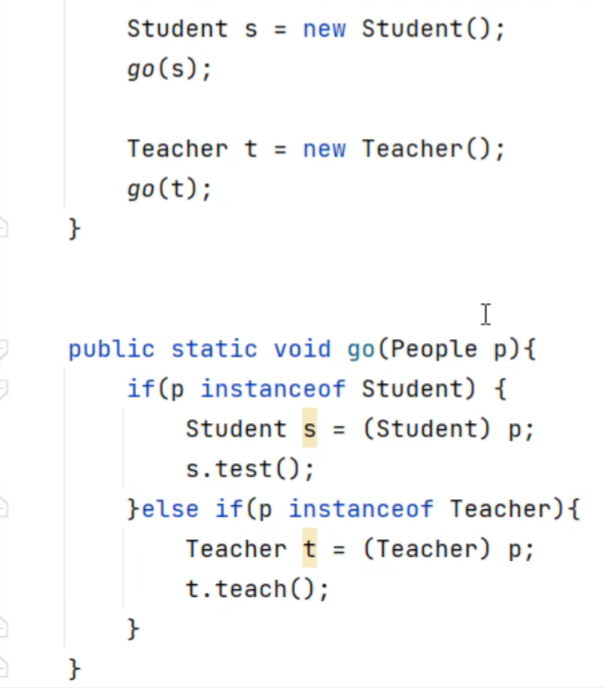 Student s = new Student();
go(s);
Teacher t = new Teacher();
go(t);
}
public static void go(People p){
if(p instanceof Student) {
Student s = (Student) p;
s.test();
}else if(p instanceof Teacher){
Teacher t = (Teacher) p;
t.teach();
}
}